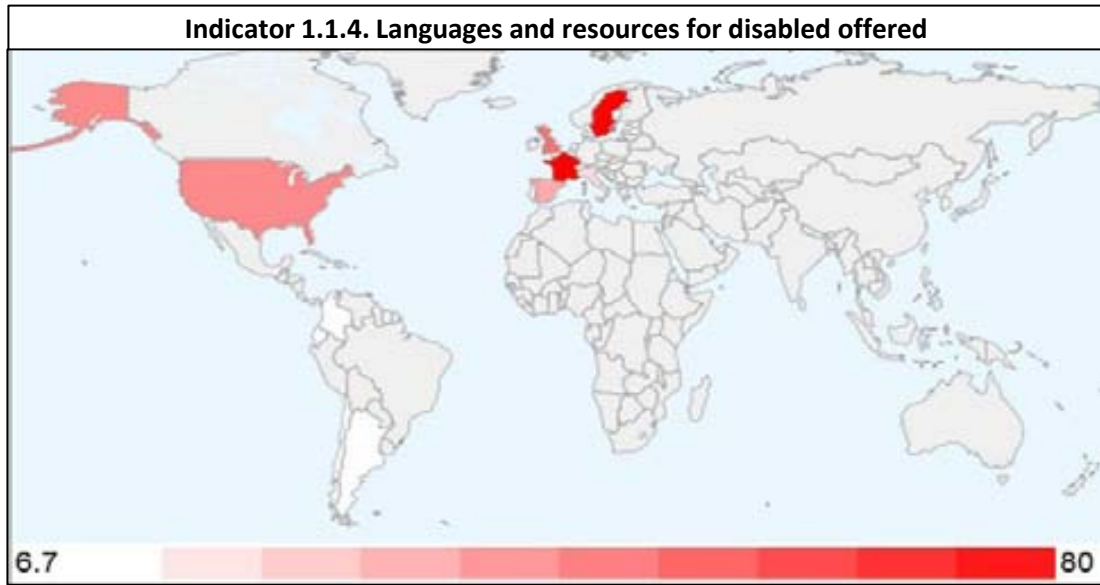 Indicator 1.1.4. Languages and resources for disabled offered
6.7
80